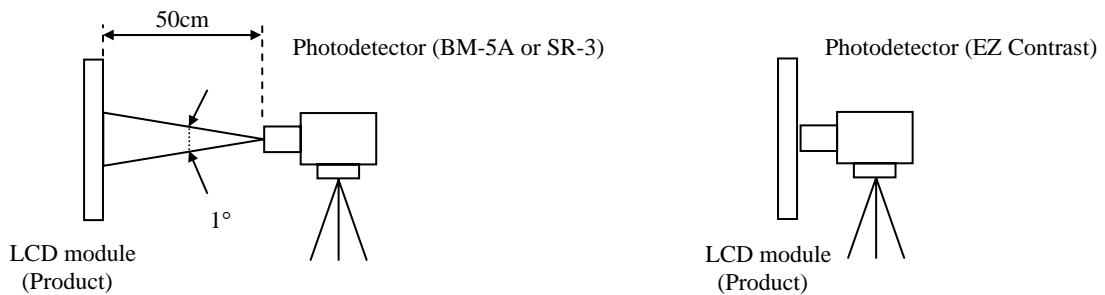 50cm
Photodetector (BM-5A or SR-3)
1°
LCD module
(Product)
Photodetector (EZ Contrast)
LCD module
(Product)